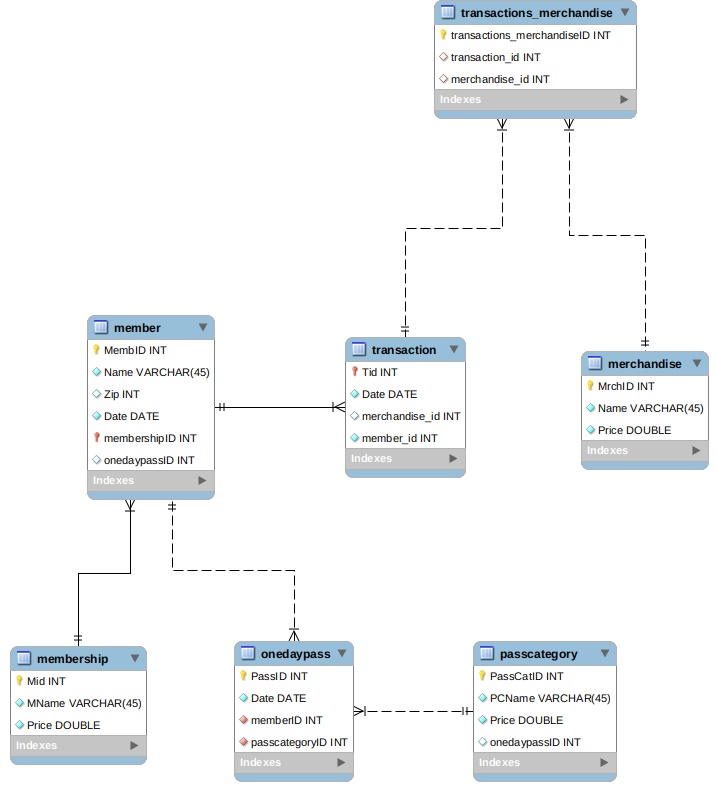 transactions_merchandise
transactions_merchandiseID INT
transaction_id INT
merchandise_id INT
Indexes
member
MembID INT
Name VARCHAR(45)
Zip INT
Date DATE
membershipID INT
onedaypassID INT
Indexes
transaction
Tid INT
Date DATE
merchandise_id INT
member_id INT
Indexes
merchandise
MrchID INT
Name VARCHAR(45)
Price DOUBLE
Indexes
membership
Mid INT
MName VARCHAR(45)
Price DOUBLE
Indexes
onedaypass
PassID INT
Date DATE
memberID INT
passcategoryID INT
Indexes
passcategory
PassCatID INT
PCName VARCHAR(45)
Price DOUBLE
onedaypassID INT
Indexes